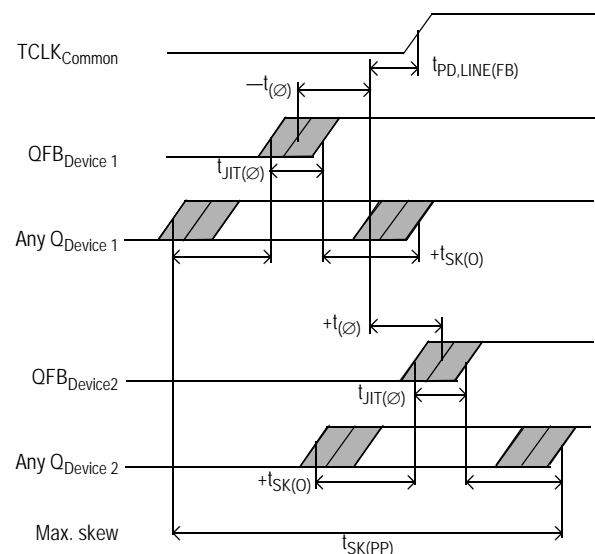 TCLKCommon
tPD,LINE(FB)
—t(∅)
QFBDevice 1
tJIT(∅)
Any QDevice 1
+tSK(O)
+t(∅)
QFBDevice2
tJIT(∅)
Any QDevice 2
+tSK(O)
Max. skew
tSK(PP)